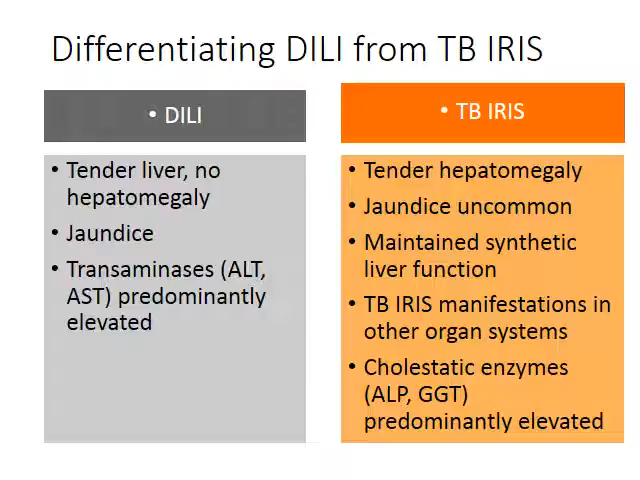 Differentiating DILI from TB IRIS
• DILI
• Tender liver, no
hepatomegaly
• Jaundice
• Transaminases (ALT,
AST) predominantly
elevated
• TB IRIS
• Tender hepatomegaly
• Jaundice uncommon
• Maintained synthetic
liver function
• TB IRIS manifestations in
other organ systems
• Cholestatic enzymes
(ALP, GGT)
predominantly elevated